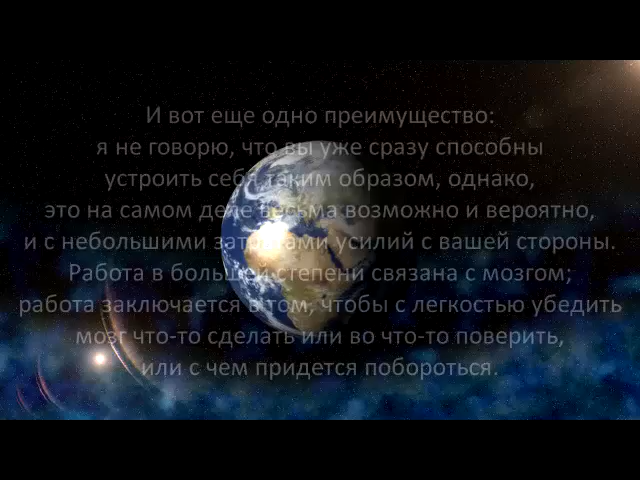 И вот еще одно преимущество:
я не говорю, что вы уже сразу способны
устроить себя таким образом, однако,
это на самом деле весьма возможно и вероятно,
и с небольшими затратами усилий с вашей стороны.
Работа в большей степени связана с мозгом;
работа заключается в том, чтобы с легкостью убедить
мозг что-то сделать или во что-то поверить,
или с чем придется побороться.